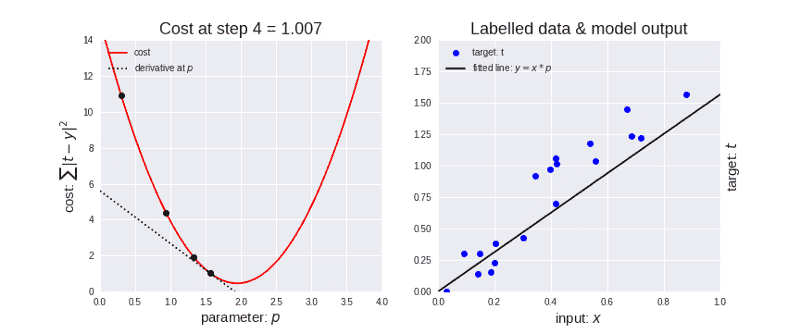 Cost at step 4 = 1.007
14
12
10
8
6
4
2
0
cost: ∑|t − y|²
cost
derivative at p
0.0 0.5 1.0 1.5 2.0 2.5 3.0 3.5 4.0
parameter: p
Labelled data & model output
2.00
1.75
1.50
1.25
1.00
0.75
0.50
0.25
0.00
target: t
fitted line: y = x * p
0.0 0.2 0.4 0.6 0.8 1.0
input: x
target: t